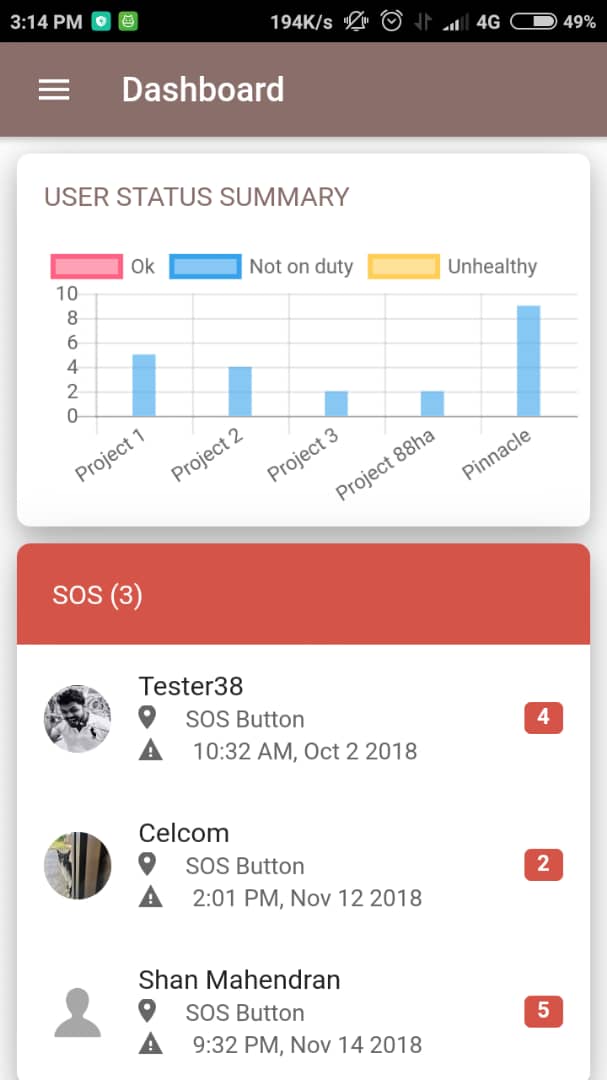 3:14 PM 194K/s 4G 49%
Dashboard
USER STATUS SUMMARY
Ok Not on duty Unhealthy
10
8
6
4
2
0
Project 1 Project 2 Project 3 Project 88ha Pinnacle
SOS (3)
Tester38
SOS Button
4
10:32 AM, Oct 2 2018
Celcom
SOS Button
2
2:01 PM, Nov 12 2018
Shan Mahendran
SOS Button
5
9:32 PM, Nov 14 2018